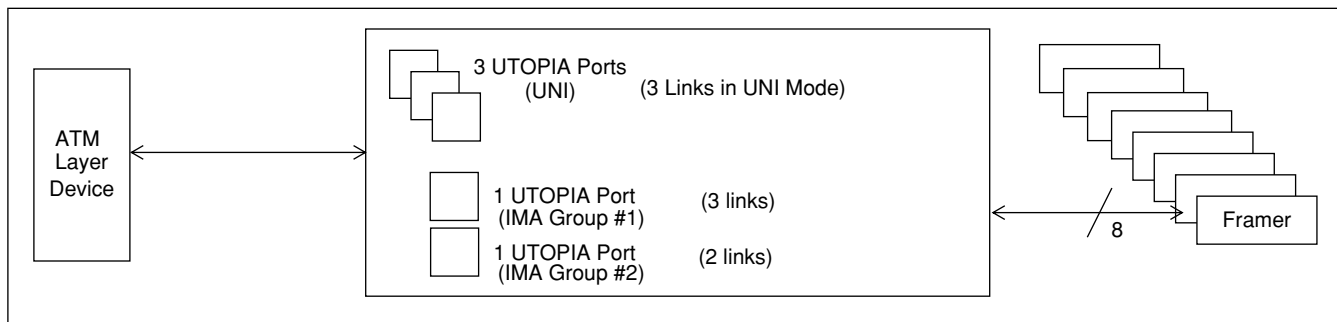 ATM
Layer
Device
3 UTOPIA Ports
(UNI)
(3 Links in UNI Mode)
1 UTOPIA Port
(IMA Group #1)
(3 links)
1 UTOPIA Port
(IMA Group #2)
(2 links)
8
Framer